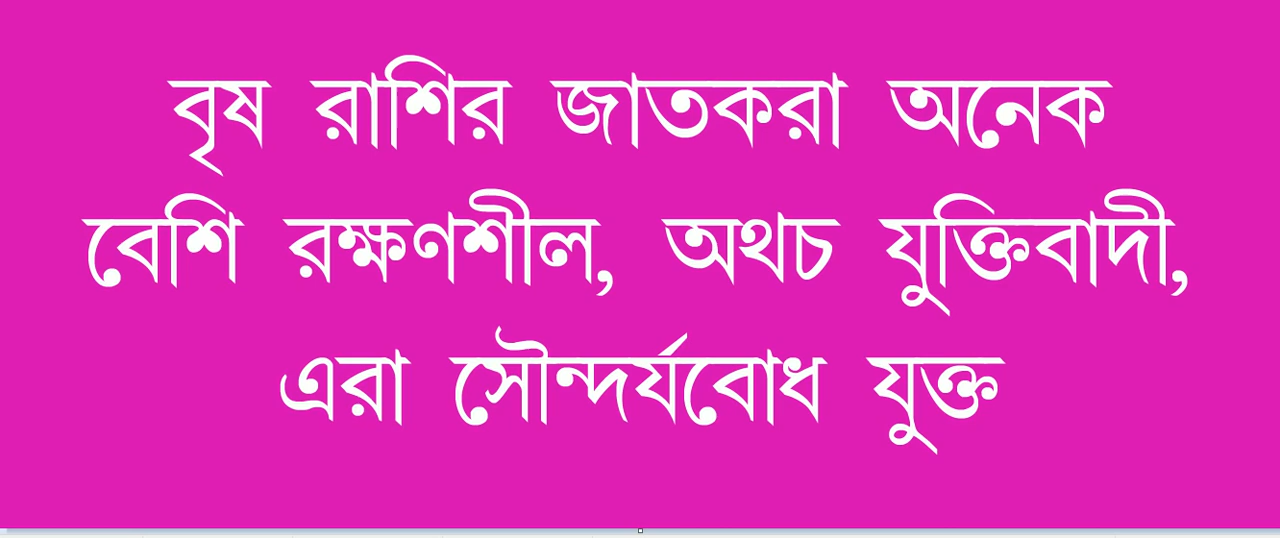 বৃষ রাশির জাতকরা অনেক
বেশি রক্ষণশীল, অথচ যুক্তিবাদী,
এরা সৌন্দর্যবোধ যুক্ত